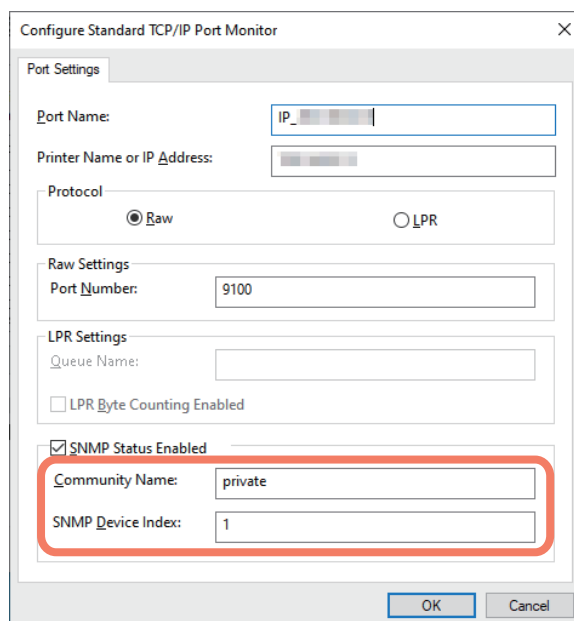 Configure Standard TCP/IP Port Monitor
Port Settings
Port Name: IP_
Printer Name or IP Address:
Protocol
Raw LPR
Raw Settings
Port Number: 9100
LPR Settings
Queue Name:
LPR Byte Counting Enabled
SNMP Status Enabled
Community Name: private
SNMP Device Index: 1
OK Cancel